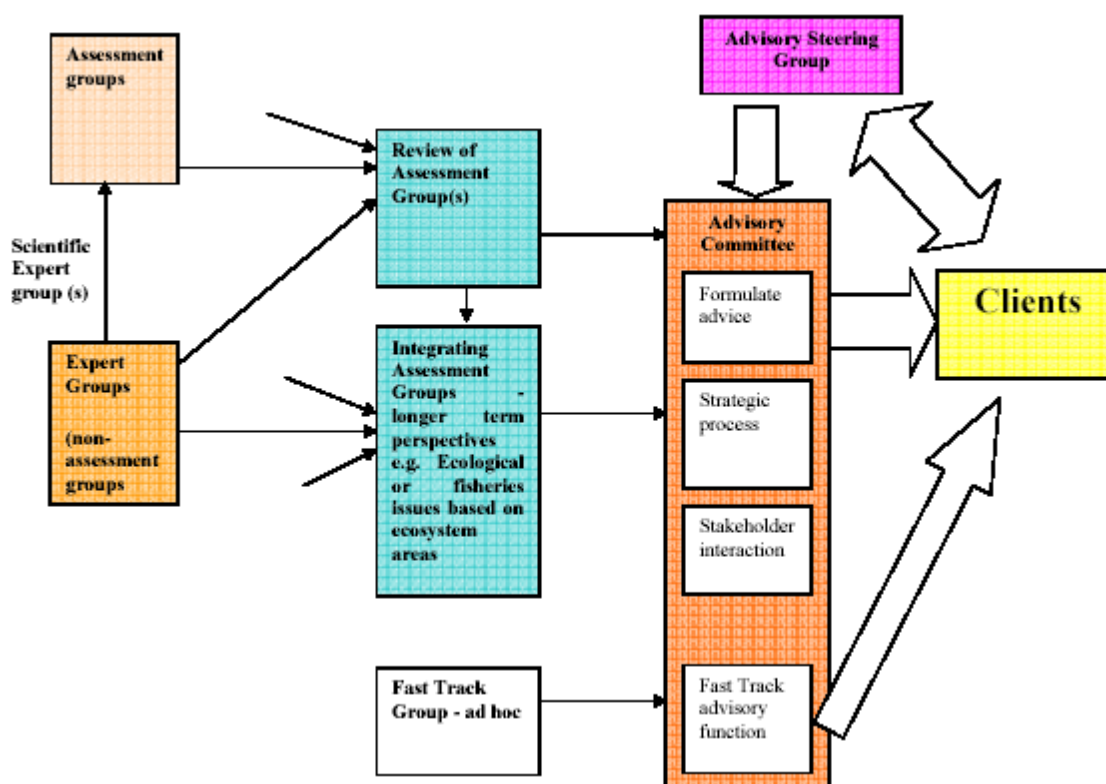 Assessment
groups
Advisory Steering
Group
Review of
Assessment
Group(s)
Advisory
Committee
Scientific
Expert
group (s)
Formulate
advice
Clients
Expert
Groups
(non-
assessment
groups
Integrating
Assessment
Groups -
longer term
perspectives
e.g. Ecological
or fisheries
issues based on
ecosystem
areas
Strategic
process
Stakeholder
interaction
Fast Track
Group - ad hoc
Fast Track
advisory
function